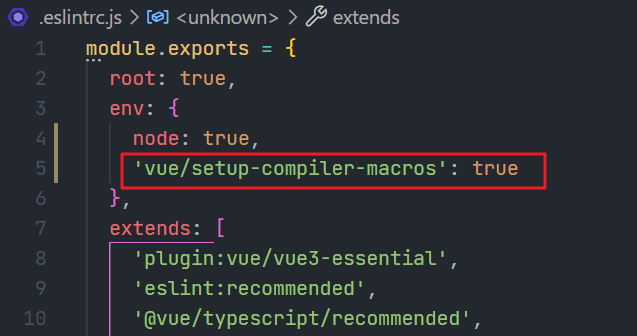 .eslintrc.js > <unknown> > extends
1 module.exports = {
2 root: true,
3 env: {
4 node: true,
5 'vue/setup-compiler-macros': true
6 },
7 extends: [
8 'plugin:vue/vue3-essential',
9 'eslint:recommended',
10 '@vue/typescript/recommended',